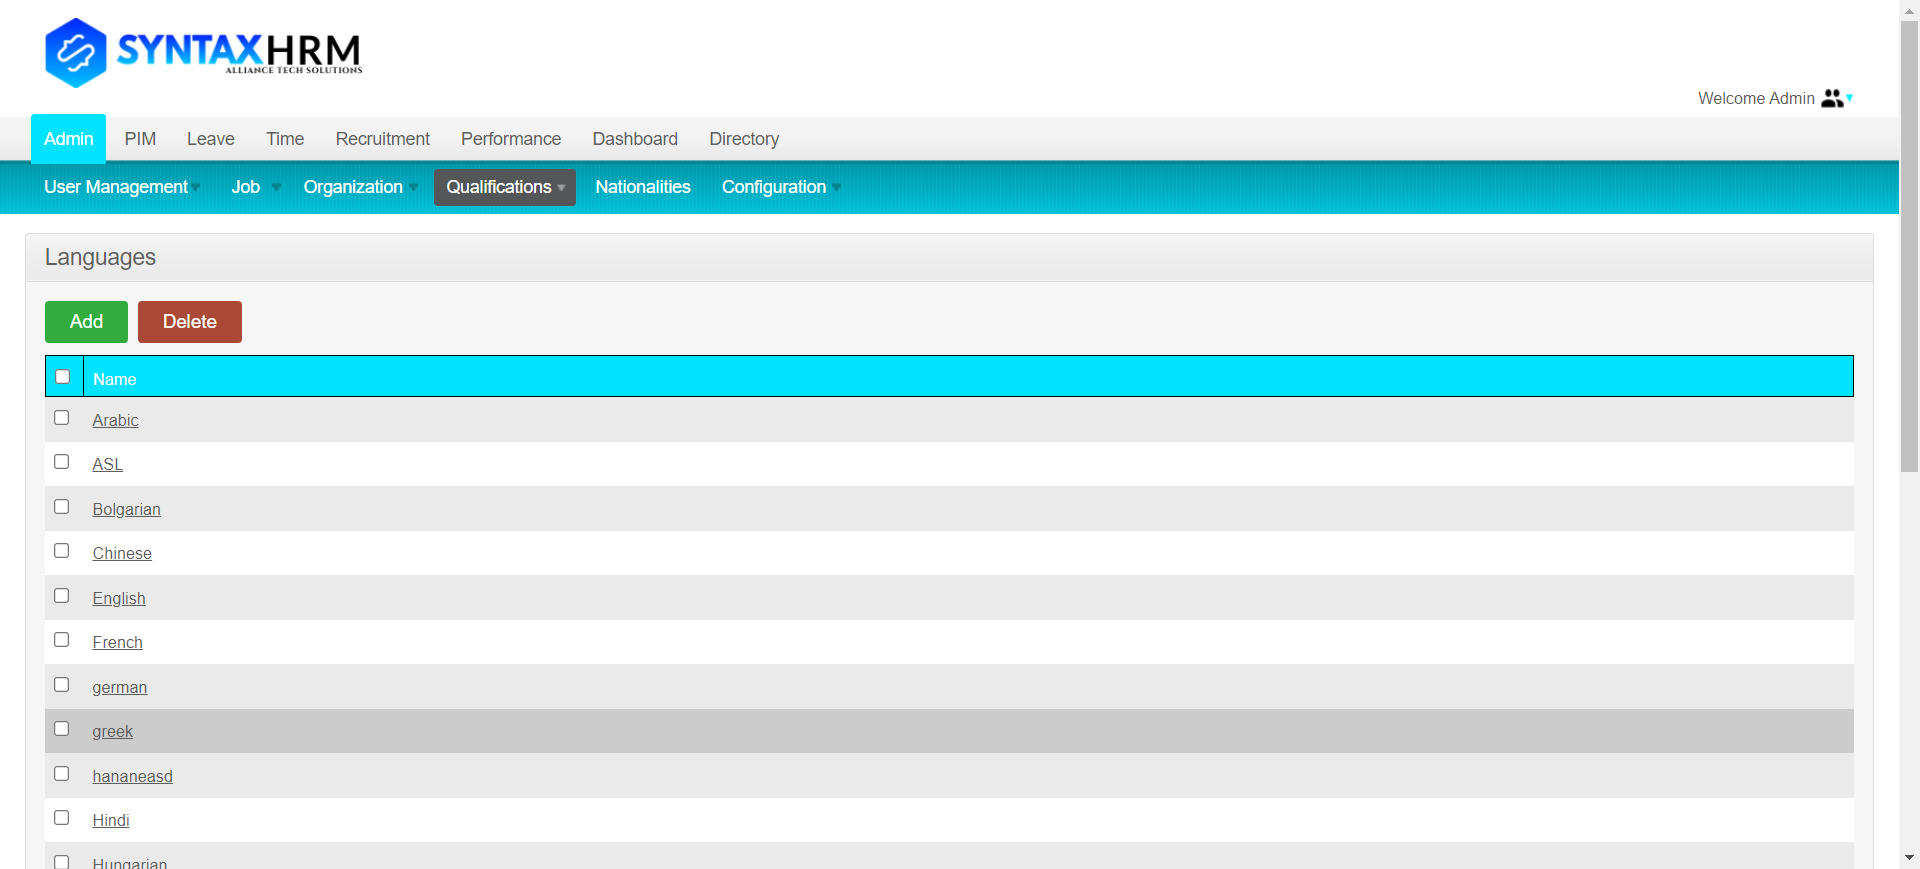 SYNTAXHRM
ALLIANCE TECH SOLUTIONS
Welcome Admin
Admin PIM Leave Time Recruitment Performance Dashboard Directory
User Management Job Organization Qualifications Nationalities Configuration
Languages
Add Delete
Name
Arabic
ASL
Bolgarian
Chinese
English
French
german
greek
hananeasd
Hindi
Hungarian